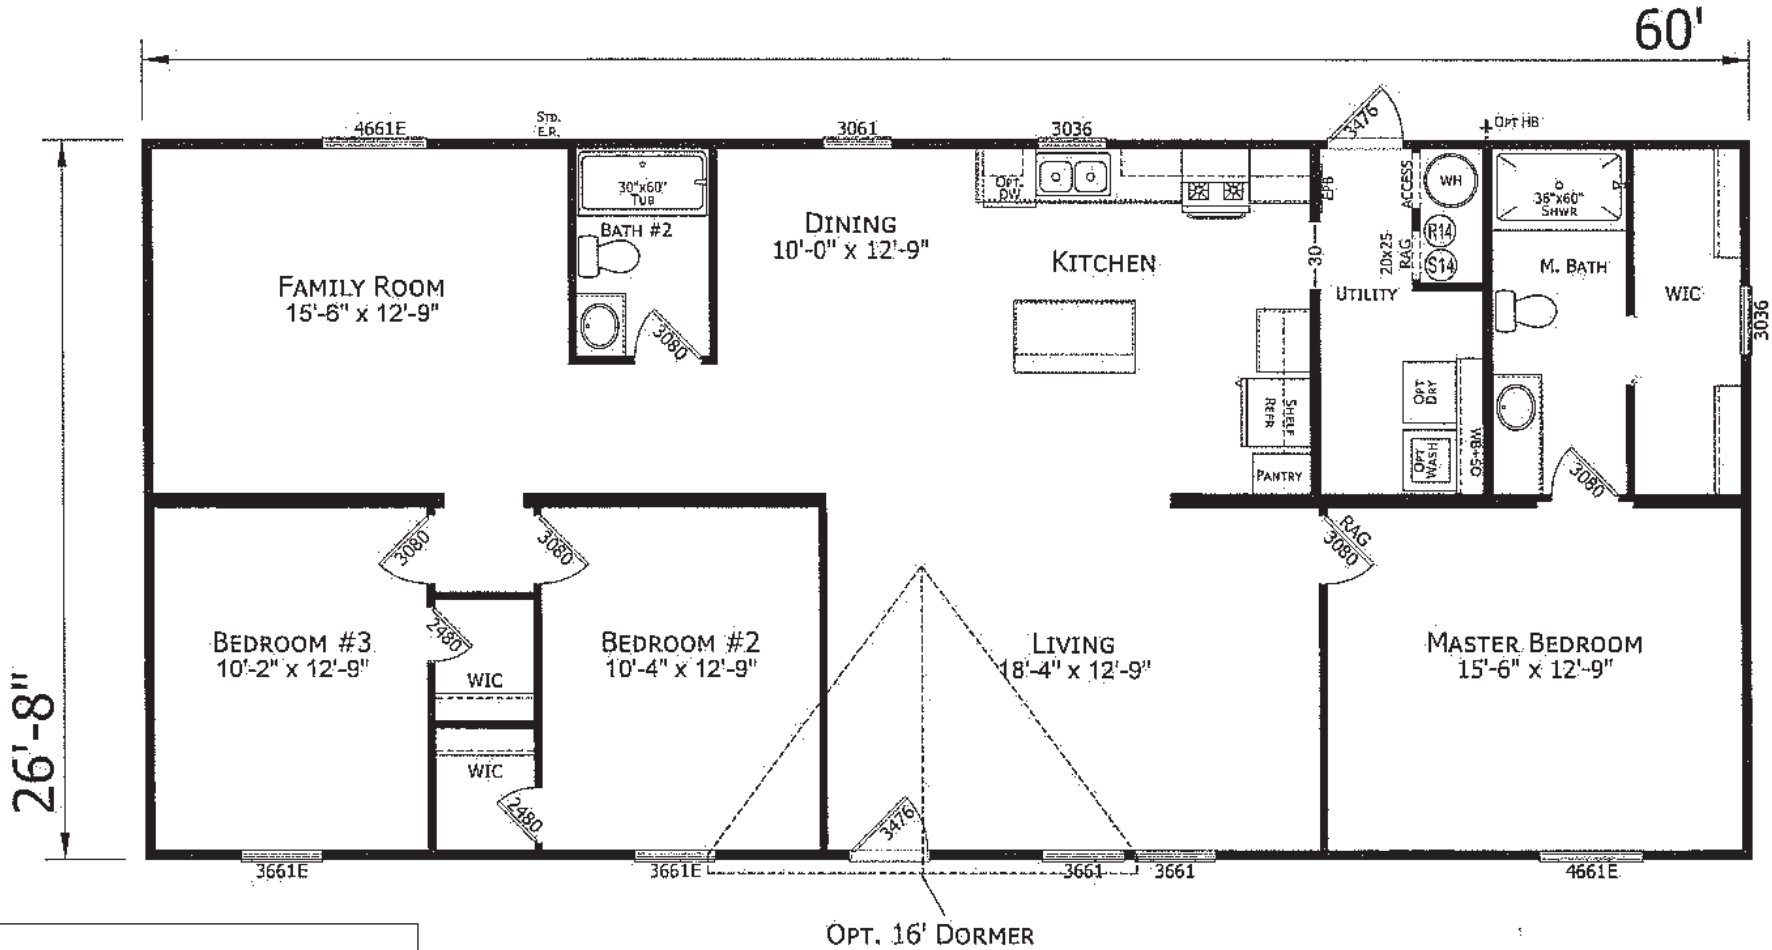 60'
STD.
E.R.
4661E
3061
3036
3476
OPT HB
30"x60"
TUB
BATH #2
3080
FAMILY ROOM
15'-6" x 12'-9"
DINING
10'-0" x 12'-9"
OPT.
DW
KITCHEN
EPB
30
ACCESS
20x25
RAG
WH
R14
S14
UTILITY
36"x60"
SHWR
M. BATH
WIC
3036
REFR
SHELF
PANTRY
OPT
DRY
OPT
WASH
WB+SO
3080
3080
3080
RAG
3080
2480
WIC
WIC
2480
BEDROOM #3
10'-2" x 12'-9"
BEDROOM #2
10'-4" x 12'-9"
LIVING
18'-4" x 12'-9"
MASTER BEDROOM
15'-6" x 12'-9"
26'-8"
3476
3661E
3661E
3661
3661
4661E
OPT. 16' DORMER